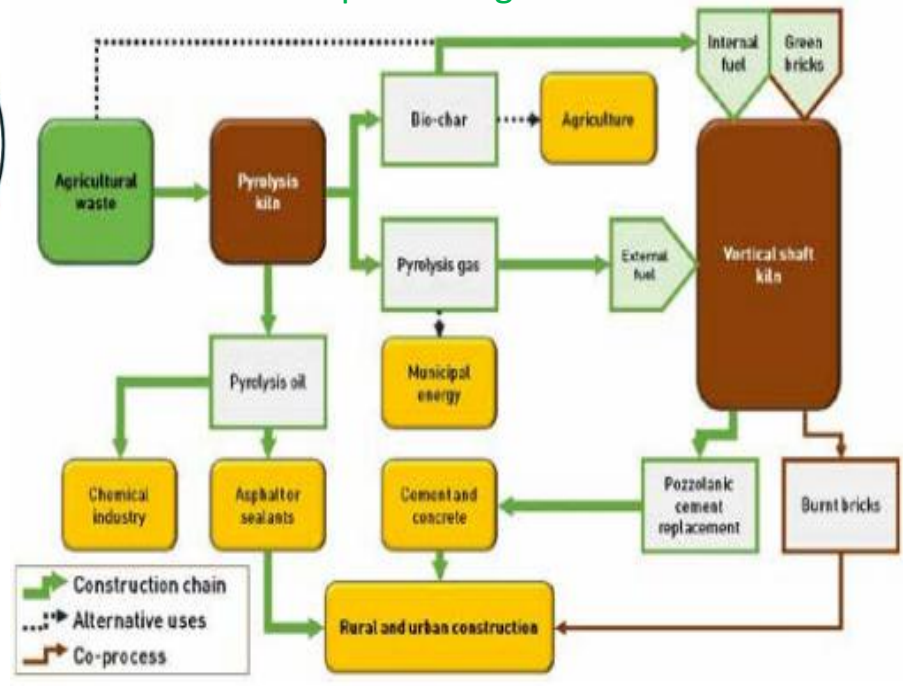 Internal
fuel
Green
bricks
Bio-char
Agriculture
Agricultural
waste
Pyrolysis
kiln
Pyrolysis gas
External
fuel
Vertical shaft
kiln
Pyrolysis oil
Municipal
energy
Chemical
industry
Asphalt or
sealants
Cement and
concrete
Pozzolanic
cement
replacement
Burnt bricks
Construction chain
Alternative uses
Co-process
Rural and urban construction